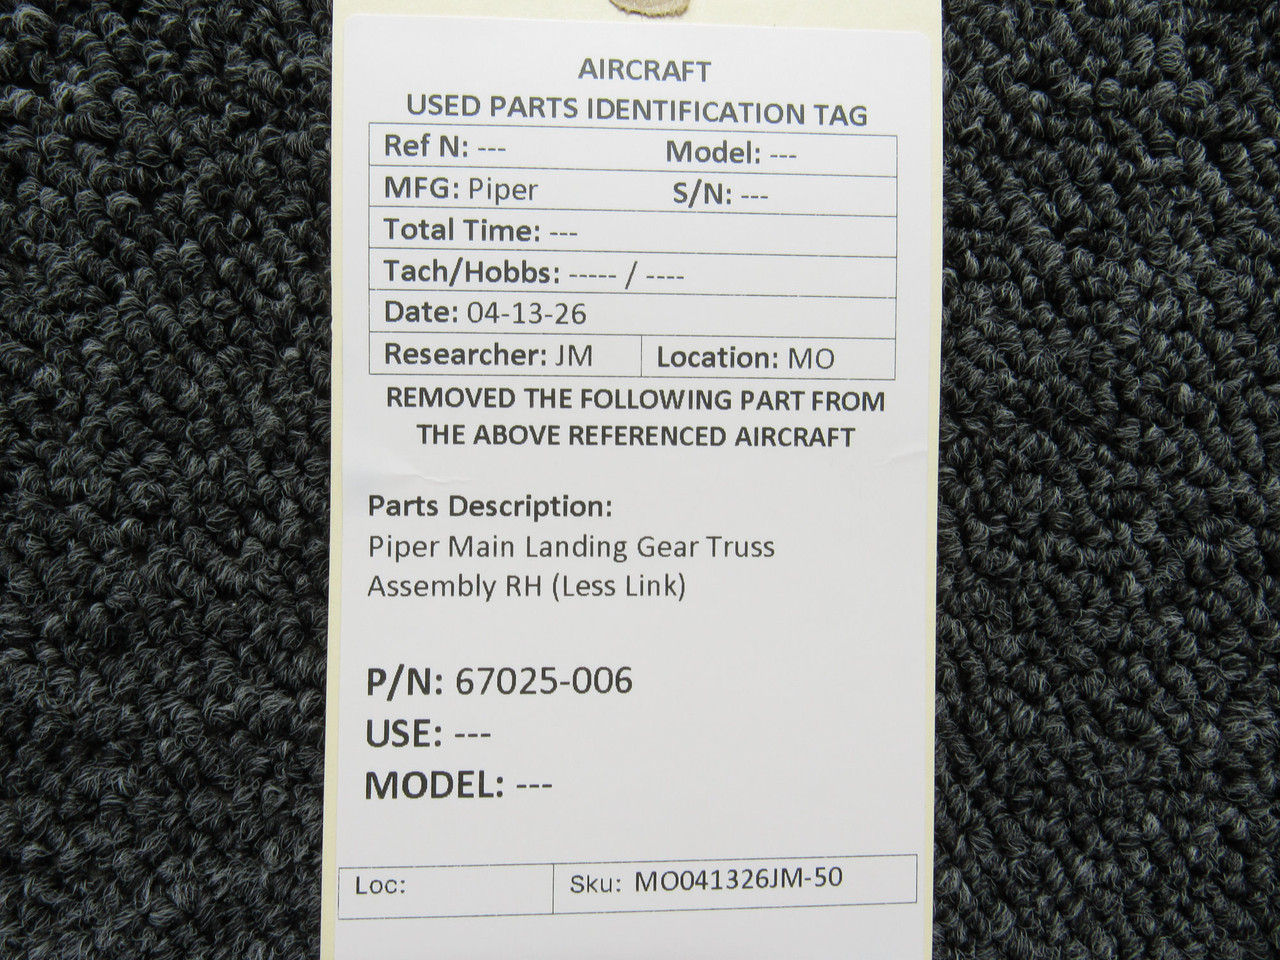 AIRCRAFT
USED PARTS IDENTIFICATION TAG
Ref N: --- Model: ---
MFG: Piper S/N: ---
Total Time: ---
Tach/Hobbs: ----- / ----
Date: 04-13-26
Researcher: JM Location: MO
REMOVED THE FOLLOWING PART FROM
THE ABOVE REFERENCED AIRCRAFT
Parts Description:
Piper Main Landing Gear Truss
Assembly RH (Less Link)
P/N: 67025-006
USE: ---
MODEL: ---
Loc: Sku: MO041326JM-50